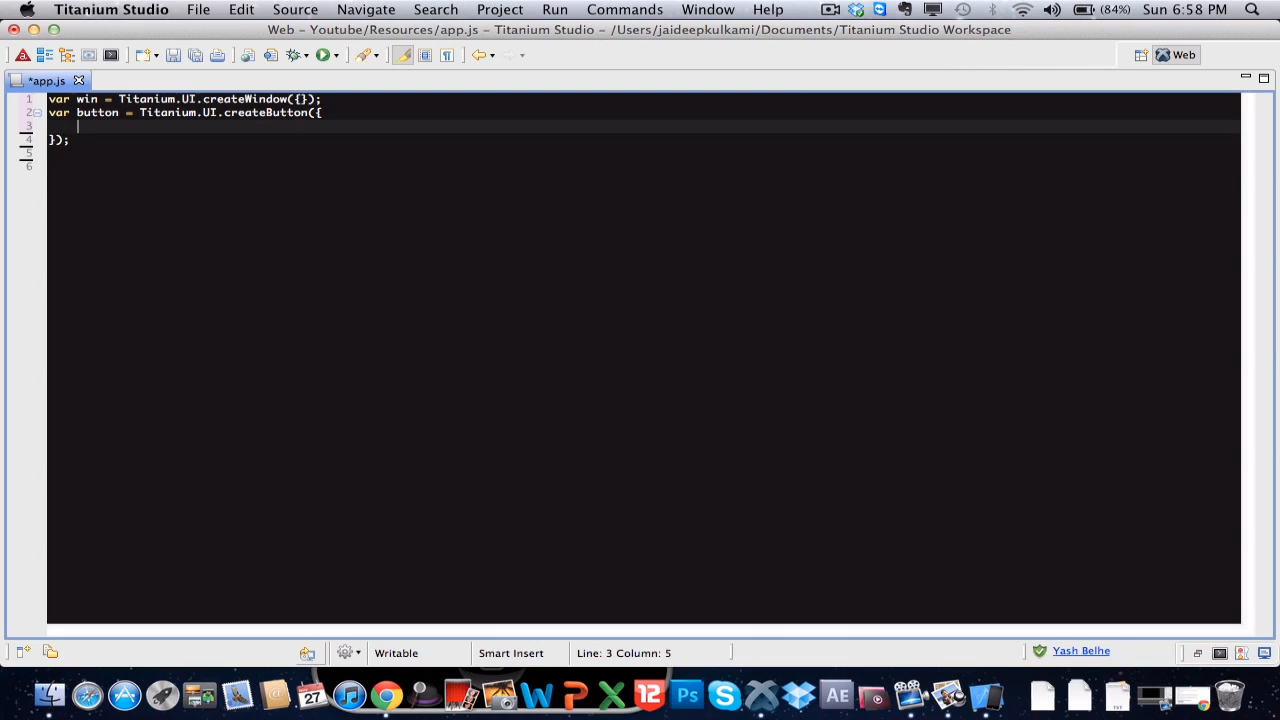 Titanium Studio File Edit Source Navigate Search Project Run Commands Window Help (84%) Sun 6:58 PM
Web – Youtube/Resources/app.js – Titanium Studio – /Users/jaideepkulkarni/Documents/Titanium Studio Workspace
Web
*app.js
1 var win = Titanium.UI.createWindow({});
2 var button = Titanium.UI.createButton({
3
4 });
5
6
Writable Smart Insert Line: 3 Column: 5 Yash Belhe
27 12 Ps AE
TXT